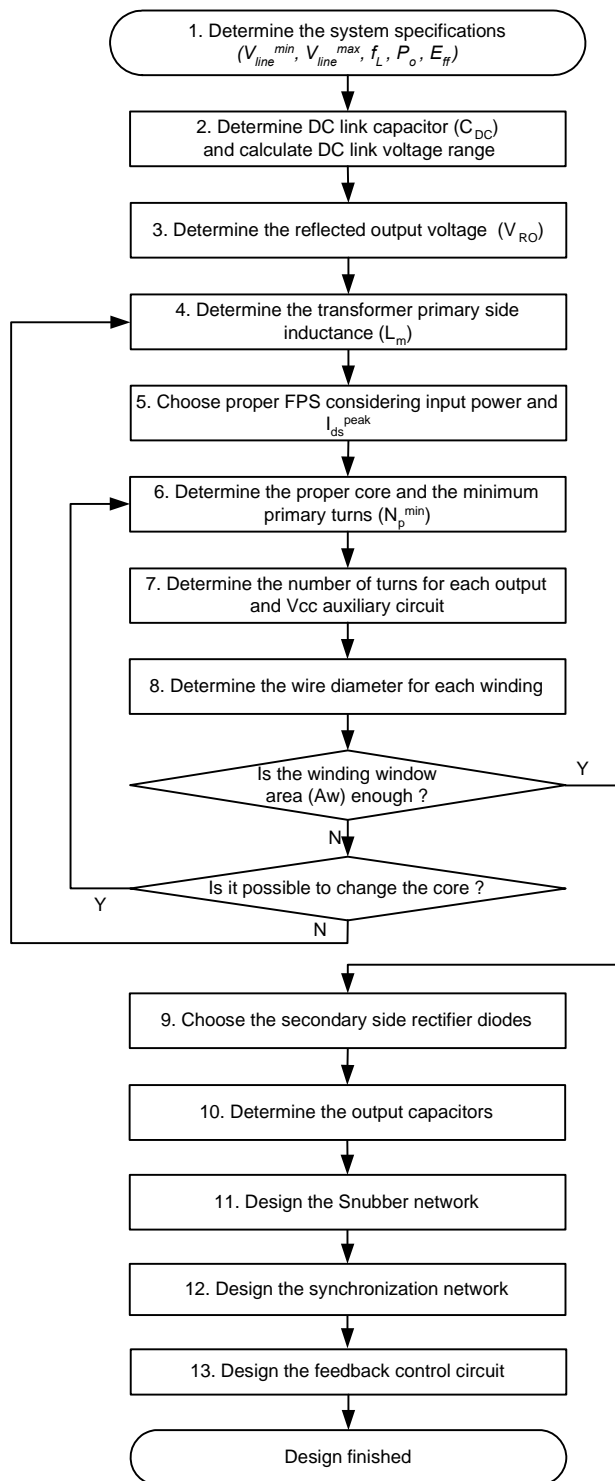 1. Determine the system specifications
(V_line^min, V_line^max, f_L, P_o, E_ff)
2. Determine DC link capacitor (C_DC)
and calculate DC link voltage range
3. Determine the reflected output voltage (V_RO)
4. Determine the transformer primary side
inductance (L_m)
5. Choose proper FPS considering input power and
I_ds^peak
6. Determine the proper core and the minimum
primary turns (N_p^min)
7. Determine the number of turns for each output
and Vcc auxiliary circuit
8. Determine the wire diameter for each winding
Is the winding window
area (Aw) enough ?
Y
N
Is it possible to change the core ?
Y
N
9. Choose the secondary side rectifier diodes
10. Determine the output capacitors
11. Design the Snubber network
12. Design the synchronization network
13. Design the feedback control circuit
Design finished